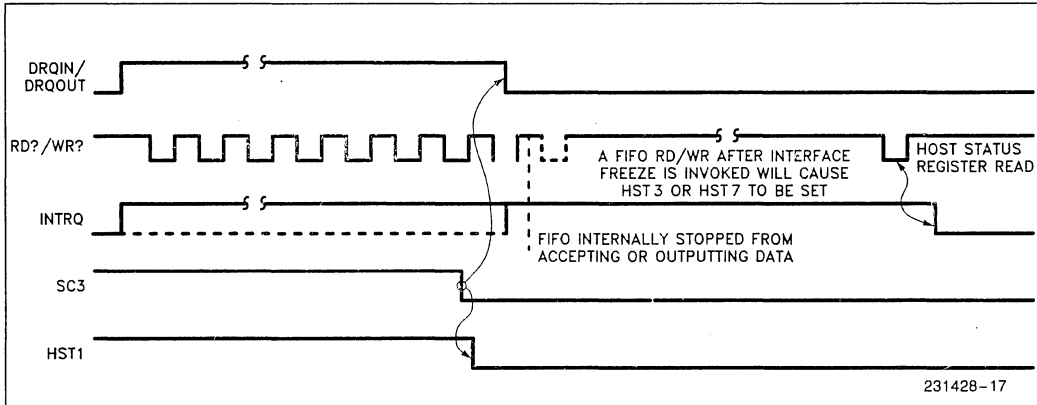 DRQIN/
DRQOUT
RD?/WR?
A FIFO RD/WR AFTER INTERFACE
FREEZE IS INVOKED WILL CAUSE
HST3 OR HST7 TO BE SET
HOST STATUS
REGISTER READ
INTRQ
FIFO INTERNALLY STOPPED FROM
ACCEPTING OR OUTPUTTING DATA
SC3
HST1
231428-17